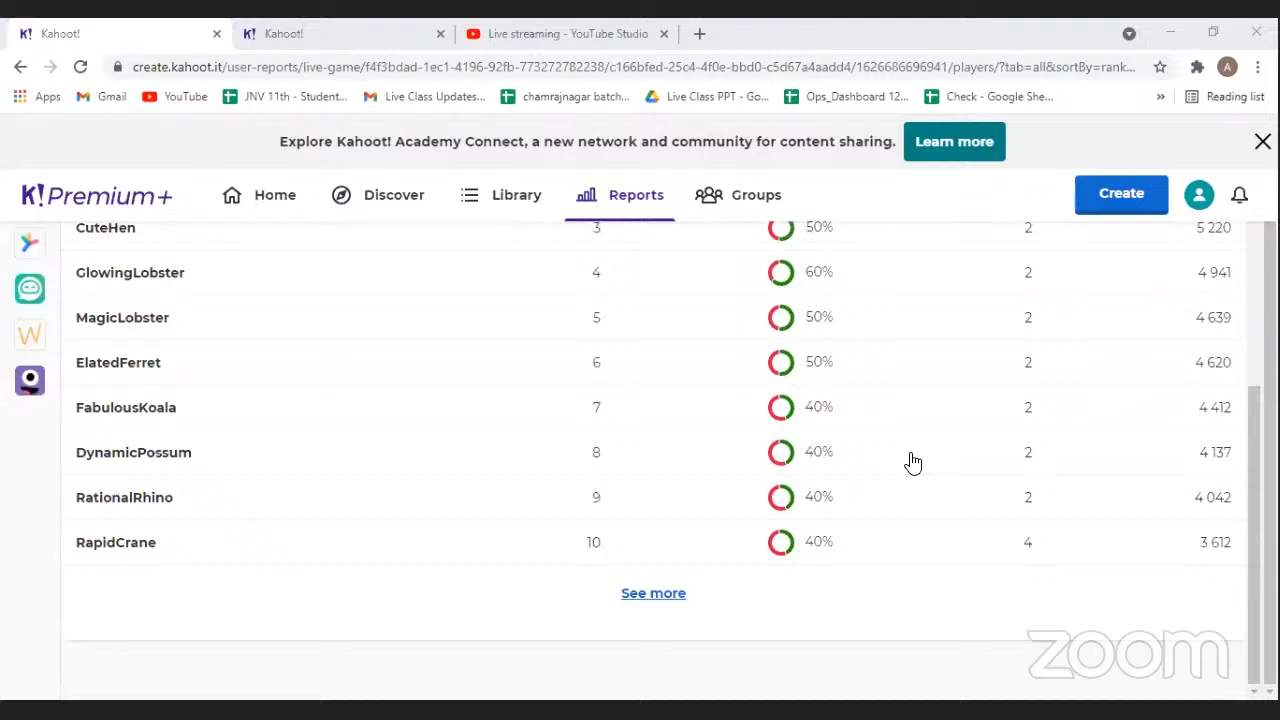 K! Kahoot! K! Kahoot! Live streaming - YouTube Studio
create.kahoot.it/user-reports/live-game/f4f3bdad-1ec1-4196-92fb-773272782238/c166bfed-25c4-4f0e-bbd0-c5d67a4aadd4/1626686696941/players/?tab=all&sortBy=rank...
Apps Gmail YouTube JNV 11th - Student... Live Class Updates... chamrajnagar batch... Live Class PPT - Go... Ops_Dashboard 12... Check - Google She... » Reading list
Explore Kahoot! Academy Connect, a new network and community for content sharing. Learn more
K! Premium+ Home Discover Library Reports Groups Create
CuteHen 3 50% 2 5 220
GlowingLobster 4 60% 2 4 941
MagicLobster 5 50% 2 4 639
ElatedFerret 6 50% 2 4 620
FabulousKoala 7 40% 2 4 412
DynamicPossum 8 40% 2 4 137
RationalRhino 9 40% 2 4 042
RapidCrane 10 40% 4 3 612
See more
zoom